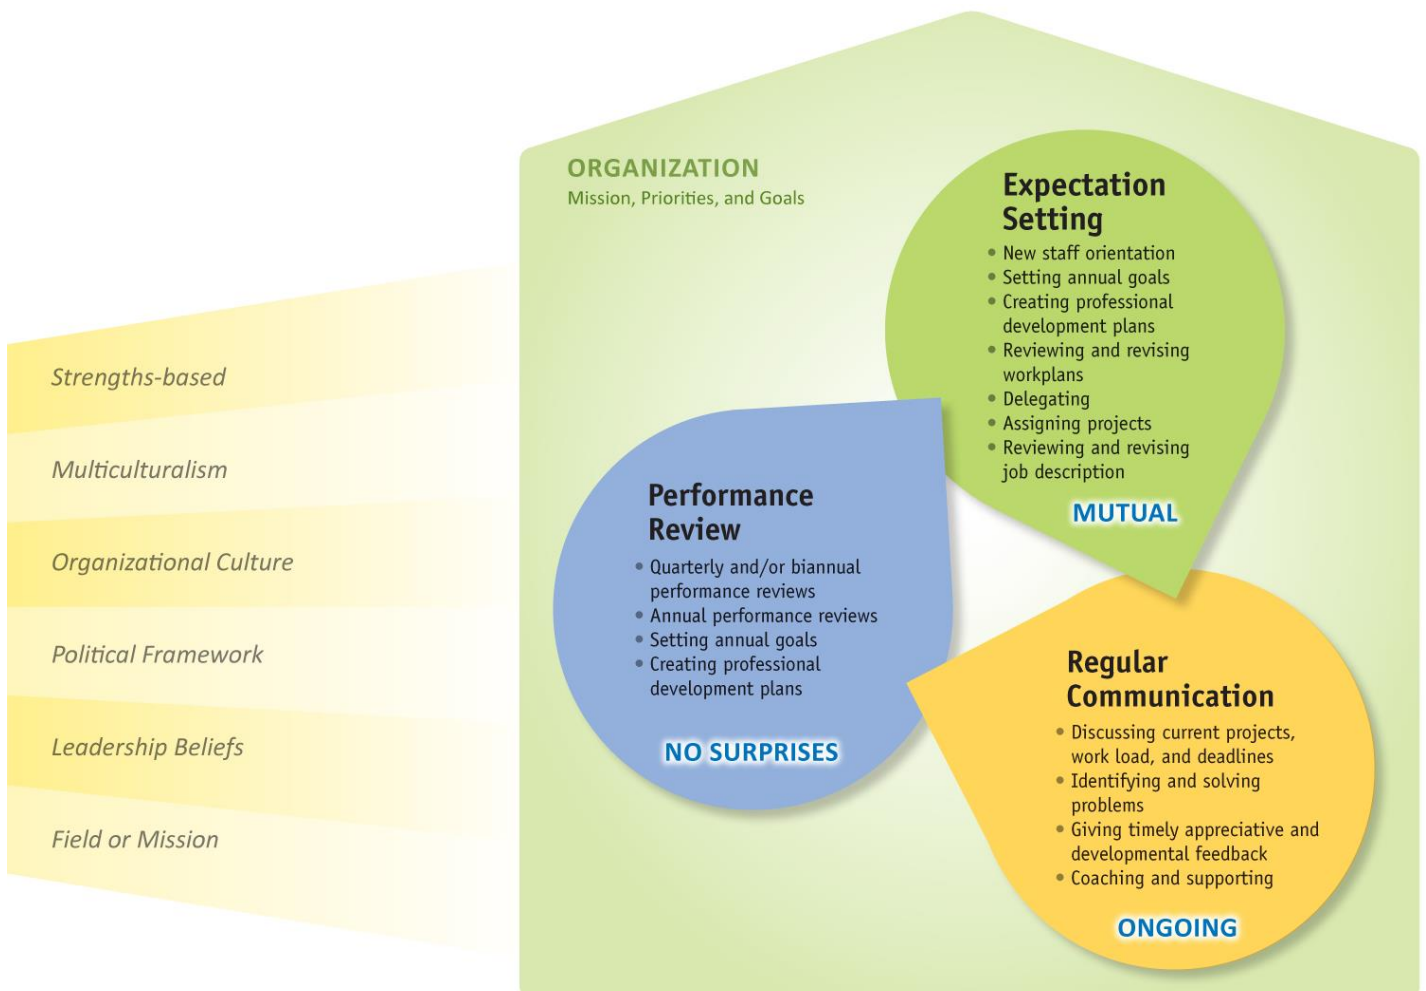 ORGANIZATION
Mission, Priorities, and Goals
Expectation
Setting
• New staff orientation
• Setting annual goals
• Creating professional
development plans
• Reviewing and revising
workplans
• Delegating
• Assigning projects
• Reviewing and revising
job description
MUTUAL
Strengths-based
Multiculturalism
Organizational Culture
Political Framework
Leadership Beliefs
Field or Mission
Performance
Review
• Quarterly and/or biannual
performance reviews
• Annual performance reviews
• Setting annual goals
• Creating professional
development plans
NO SURPRISES
Regular
Communication
• Discussing current projects,
work load, and deadlines
• Identifying and solving
problems
• Giving timely appreciative and
developmental feedback
• Coaching and supporting
ONGOING